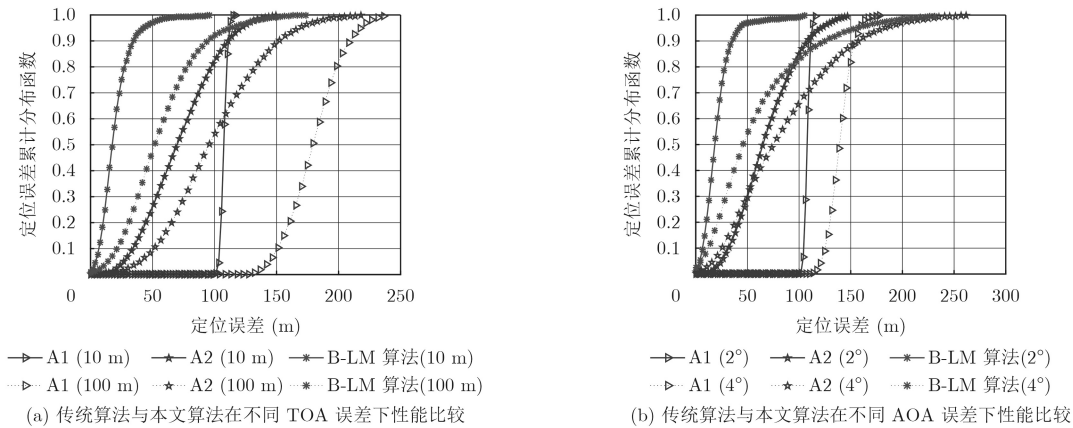 定位误差累计分布函数
1.0
0.9
0.8
0.7
0.6
0.5
0.4
0.3
0.2
0.1
0 50 100 150 200 250
定位误差 (m)
A1 (10 m) A2 (10 m) B-LM 算法(10 m)
A1 (100 m) A2 (100 m) B-LM 算法(100 m)
(a) 传统算法与本文算法在不同 TOA 误差下性能比较
定位误差累计分布函数
1.0
0.9
0.8
0.7
0.6
0.5
0.4
0.3
0.2
0.1
0 50 100 150 200 250 300
定位误差 (m)
A1 (2°) A2 (2°) B-LM 算法(2°)
A1 (4°) A2 (4°) B-LM 算法(4°)
(b) 传统算法与本文算法在不同 AOA 误差下性能比较